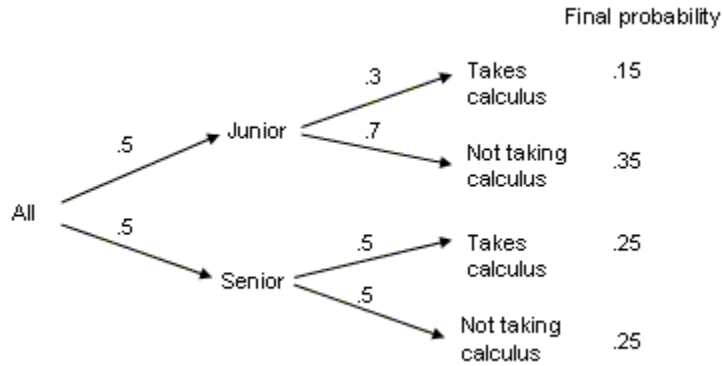 Final probability
.3
Takes
calculus
.15
.5
Junior
.7
Not taking
calculus
.35
All
.5
.5
Takes
calculus
.25
Senior
.5
Not taking
calculus
.25